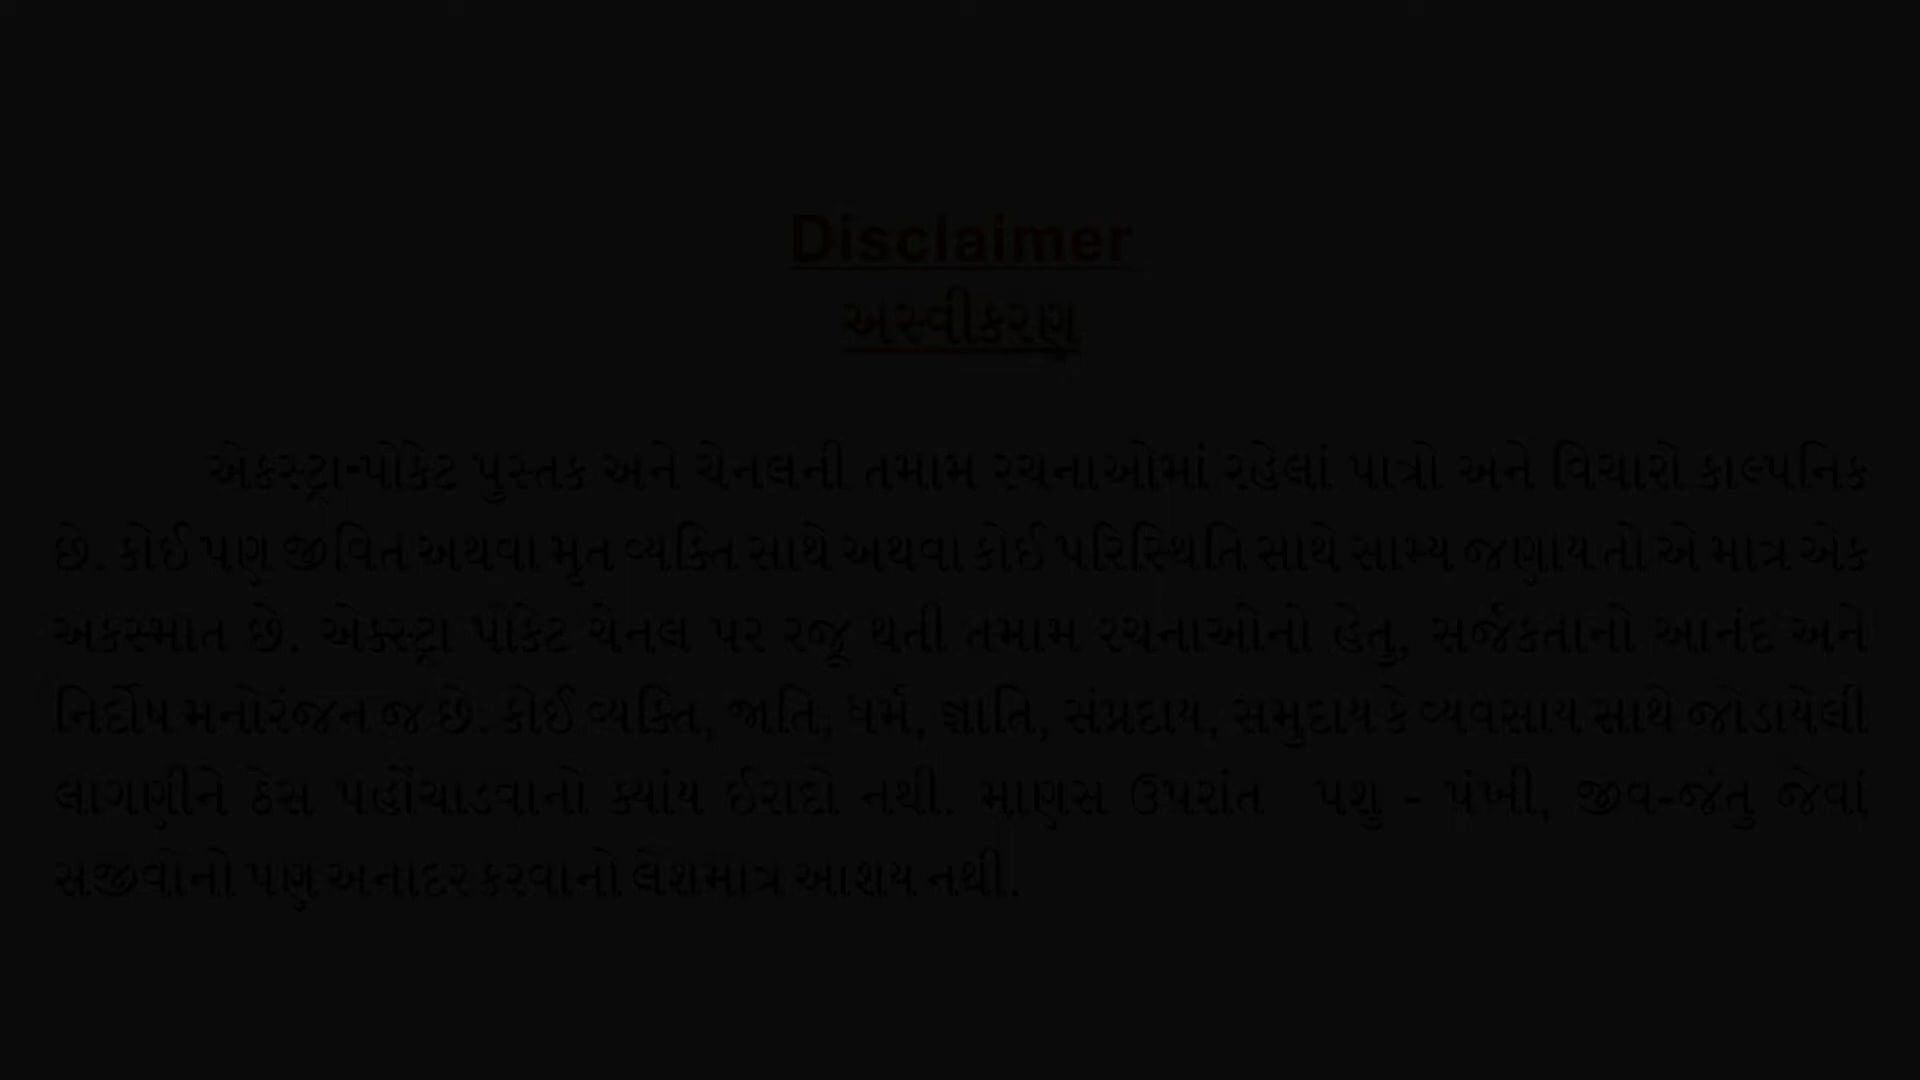 Disclaimer
અસ્વીકરણ
એકસ્ટ્રા-પોકેટ પુસ્તક અને ચેનલની તમામ રચનાઓમાં રહેલાં પાત્રો અને વિચારો કાલ્પનિક
છે. કોઈ પણ જીવિત અથવા મૃત વ્યક્તિ સાથે અથવા કોઈ પરિસ્થિતિ સાથે સામ્ય જણાય તો એ માત્ર એક
અકસ્માત છે. એક્સ્ટ્રા પોકેટ ચેનલ પર રજૂ થતી તમામ રચનાઓનો હેતુ, સર્જકતાનો આનંદ અને
નિર્દોષ મનોરંજન જ છે. કોઈ વ્યક્તિ, જાતિ, ધર્મ, જ્ઞાતિ, સંપ્રદાય, સમુદાય કે વ્યવસાય સાથે જોડાયેલી
લાગણીને ઠેસ પહોંચાડવાનો ક્યાંય ઈરાદો નથી. માણસ ઉપરાંત પશુ - પંખી, જીવ-જંતુ જેવાં
સજીવોનો પણ અનાદર કરવાનો લેશમાત્ર આશય નથી.